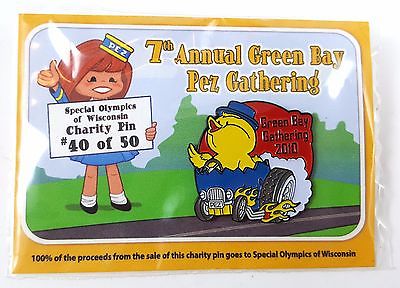 7th Annual Green Bay
Pez Gathering
PEZ
Special Olympics
of Wisconsin
Charity Pin
#40 of 50
Green Bay
Gathering
2010
100% of the proceeds from the sale of this charity pin goes to Special Olympics of Wisconsin